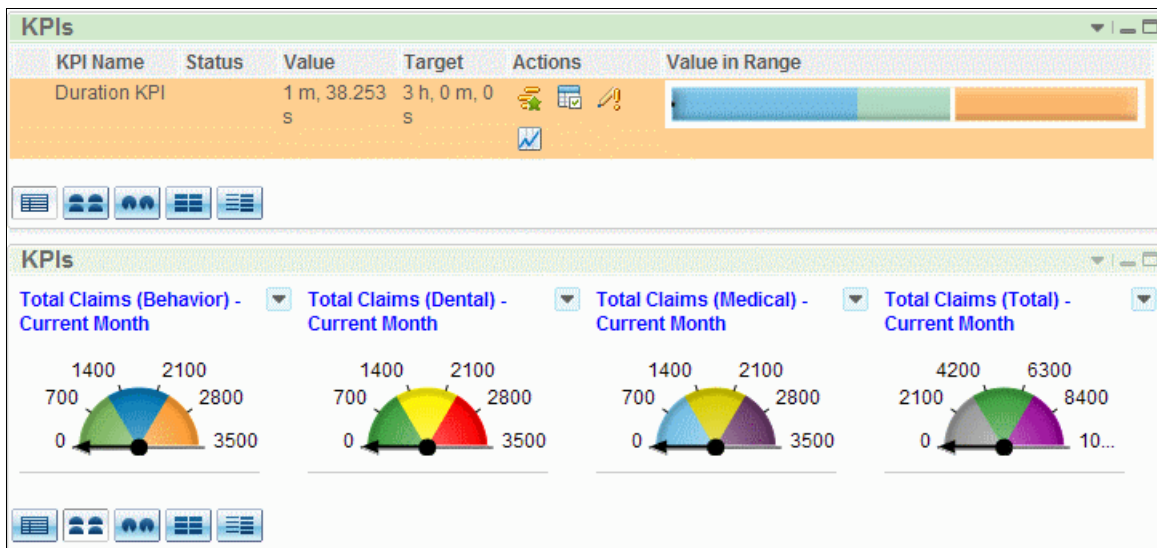 KPIs
KPI Name Status Value Target Actions Value in Range
Duration KPI 1 m, 38.253 3 h, 0 m, 0
s s
KPIs
Total Claims (Behavior) - Total Claims (Dental) - Total Claims (Medical) - Total Claims (Total) -
Current Month Current Month Current Month Current Month
1400 2100 1400 2100 1400 2100 4200 6300
700 2800 700 2800 700 2800 2100 8400
0 3500 0 3500 0 3500 0 10...